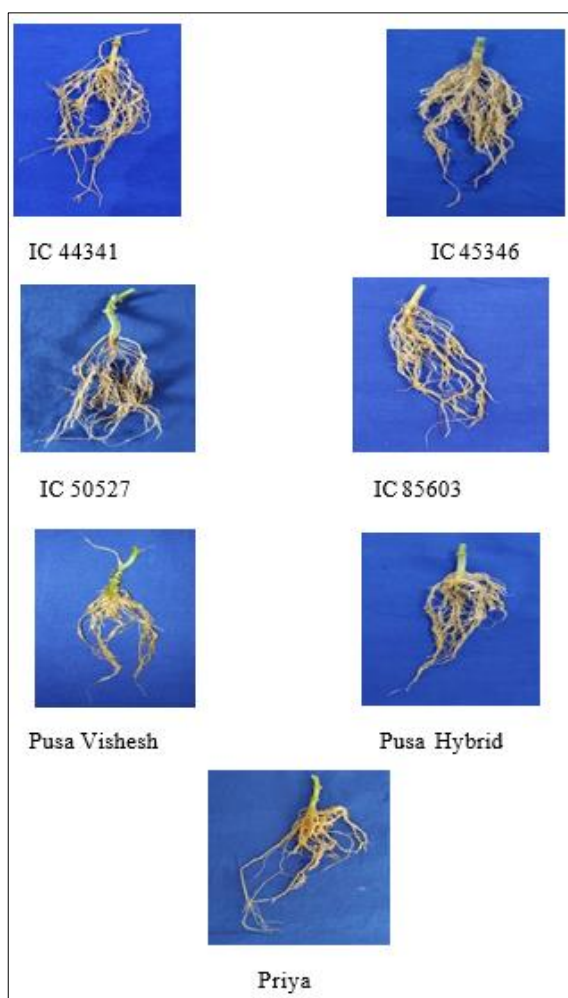 IC 44341
IC 45346
IC 50527
IC 85603
Pusa Vishesh
Pusa Hybrid
Priya